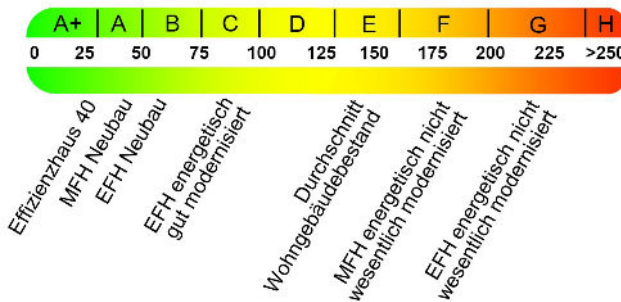 A+ A B C D E F G H
0 25 50 75 100 125 150 175 200 225 >250
Effizienzhaus 40
MFH Neubau
EFH Neubau
EFH energetisch
gut modernisiert
Durchschnitt
Wohngebäudebestand
MFH energetisch nicht
wesentlich modernisiert
EFH energetisch nicht
wesentlich modernisiert